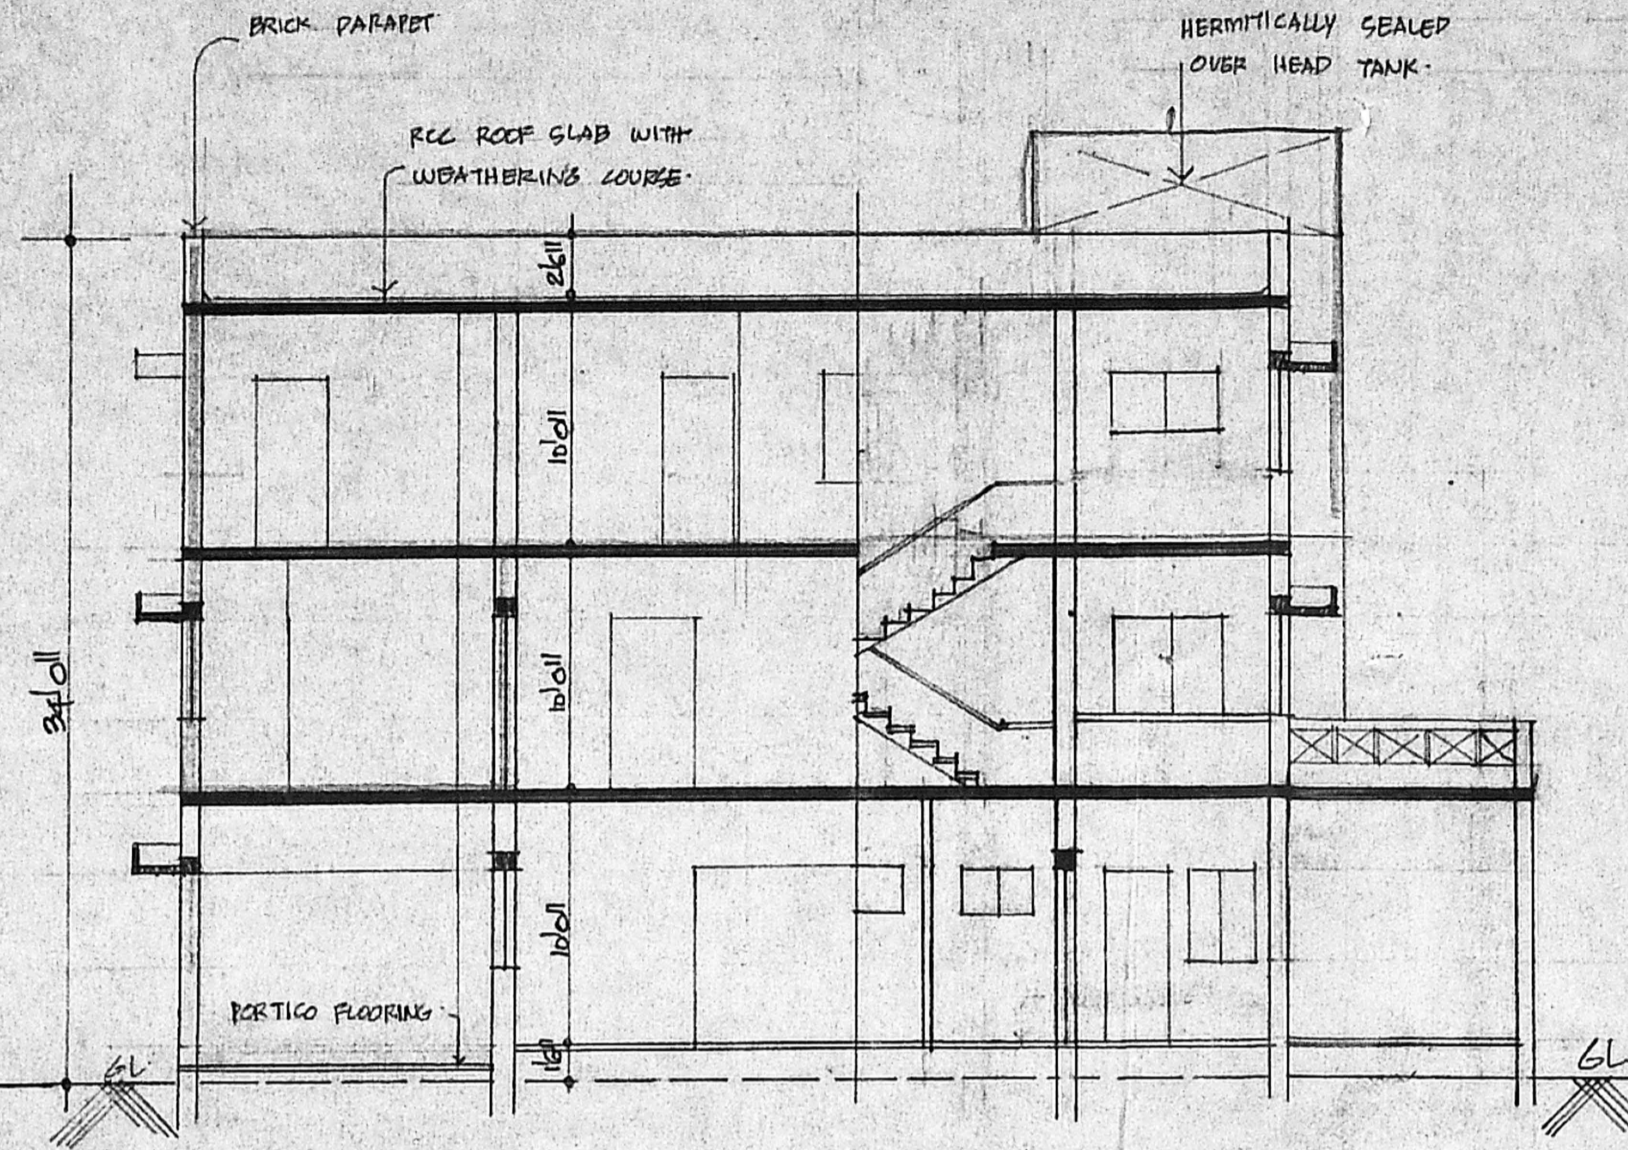 BRICK PARAPET
HERMITICALLY SEALED
OVER HEAD TANK.
RCC ROOF SLAB WITH
WEATHERING COURSE.
2'6"
10'0"
34'0"
10'0"
10'0"
PORTICO FLOORING.
1'6"
GL
GL